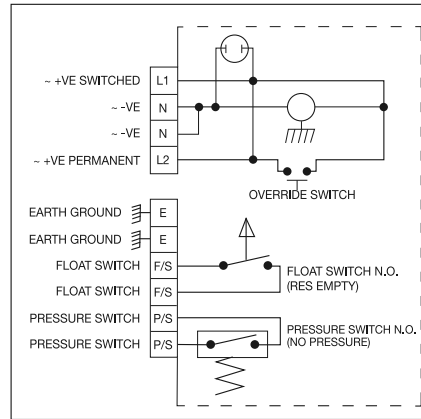 ~ +VE SWITCHED L1
~ -VE N
~ -VE N
~ +VE PERMANENT L2
OVERRIDE SWITCH
EARTH GROUND E
EARTH GROUND E
FLOAT SWITCH F/S
FLOAT SWITCH N.O.
(RES EMPTY)
FLOAT SWITCH F/S
PRESSURE SWITCH P/S
PRESSURE SWITCH N.O.
(NO PRESSURE)
PRESSURE SWITCH P/S